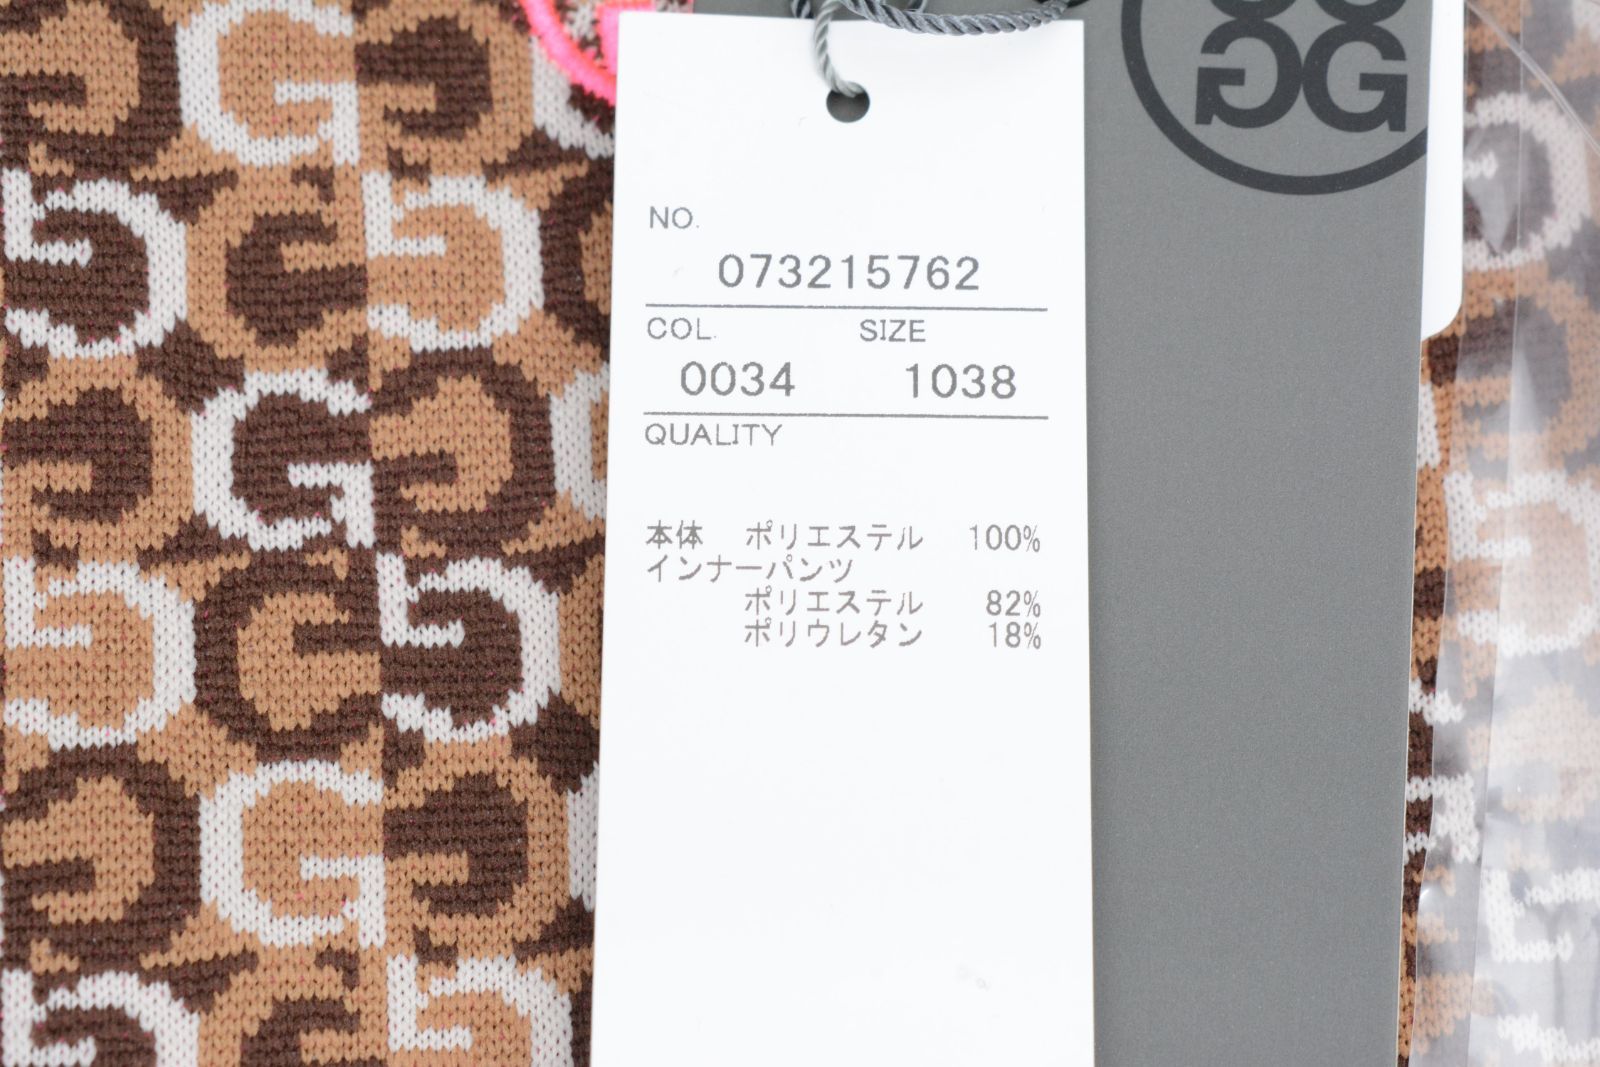 NO.
073215762
COL. SIZE
0034 1038
QUALITY
本体 ポリエステル 100%
インナーパンツ
ポリエステル 82%
ポリウレタン 18%
GG